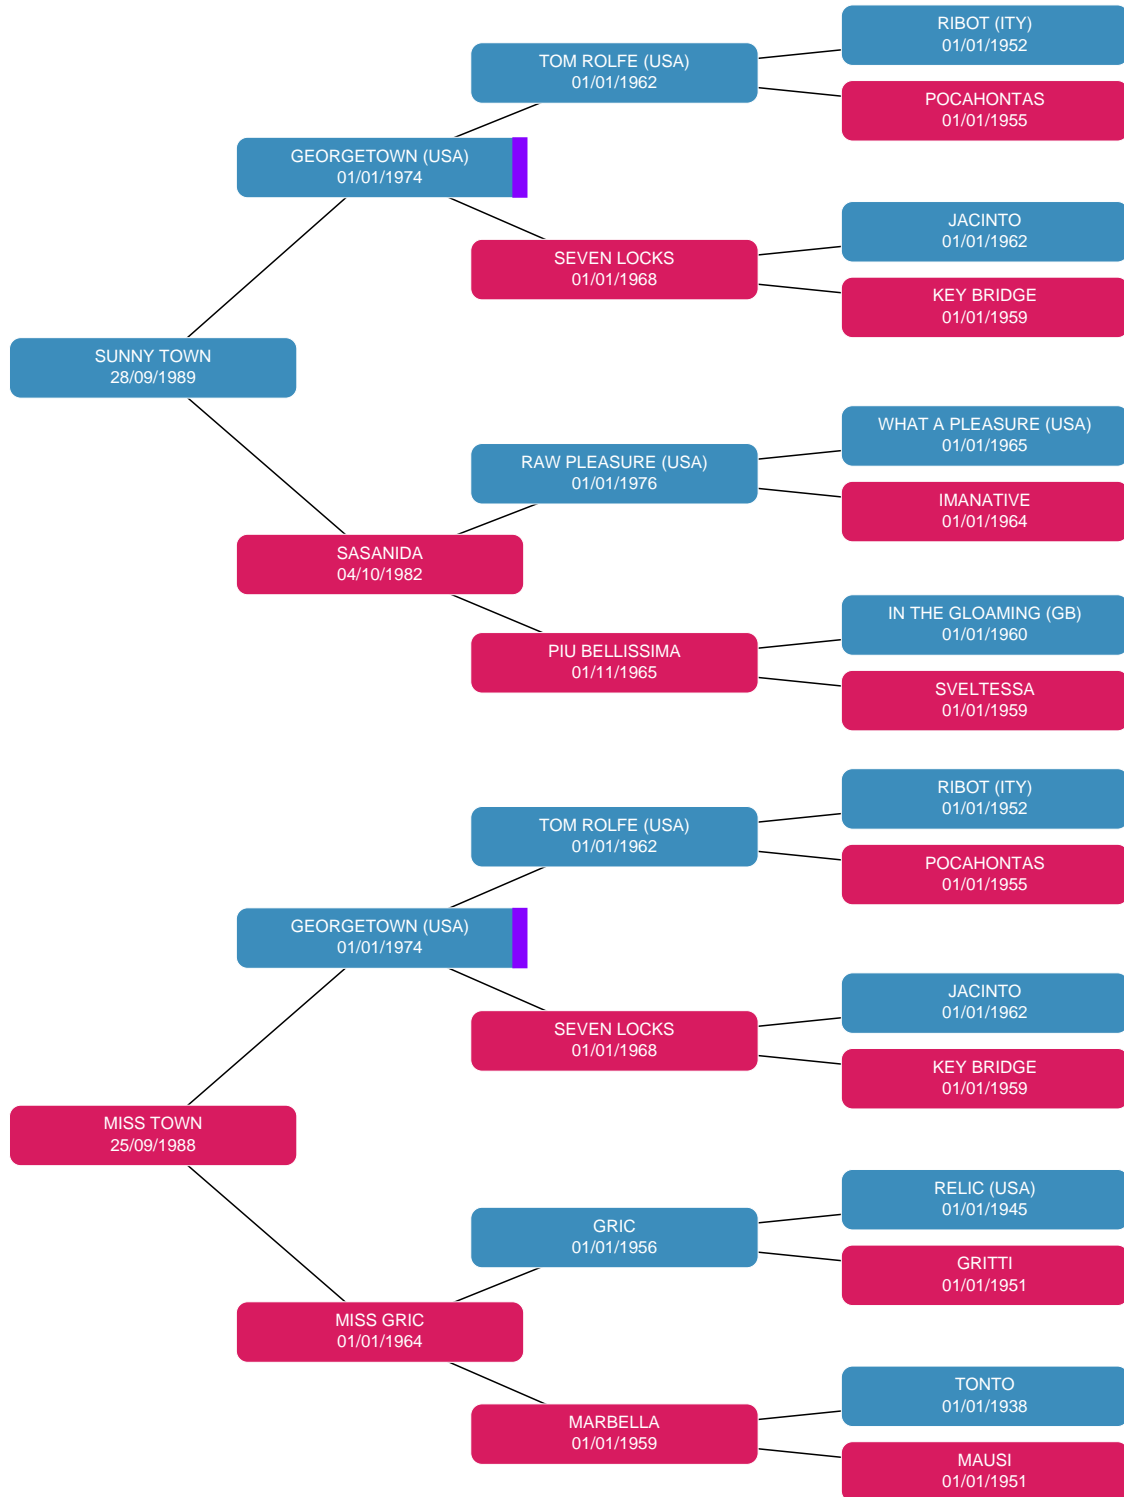 RIBOT (ITY)
01/01/1952
TOM ROLFE (USA)
01/01/1962
POCAHONTAS
01/01/1955
GEORGETOWN (USA)
01/01/1974
JACINTO
01/01/1962
SEVEN LOCKS
01/01/1968
KEY BRIDGE
01/01/1959
SUNNY TOWN
28/09/1989
WHAT A PLEASURE (USA)
01/01/1965
RAW PLEASURE (USA)
01/01/1976
IMANATIVE
01/01/1964
SASANIDA
04/10/1982
IN THE GLOAMING (GB)
01/01/1960
PIU BELLISSIMA
01/11/1965
SVELTESSA
01/01/1959
RIBOT (ITY)
01/01/1952
TOM ROLFE (USA)
01/01/1962
POCAHONTAS
01/01/1955
GEORGETOWN (USA)
01/01/1974
JACINTO
01/01/1962
SEVEN LOCKS
01/01/1968
KEY BRIDGE
01/01/1959
MISS TOWN
25/09/1988
RELIC (USA)
01/01/1945
GRIC
01/01/1956
GRITTI
01/01/1951
MISS GRIC
01/01/1964
TONTO
01/01/1938
MARBELLA
01/01/1959
MAUSI
01/01/1951